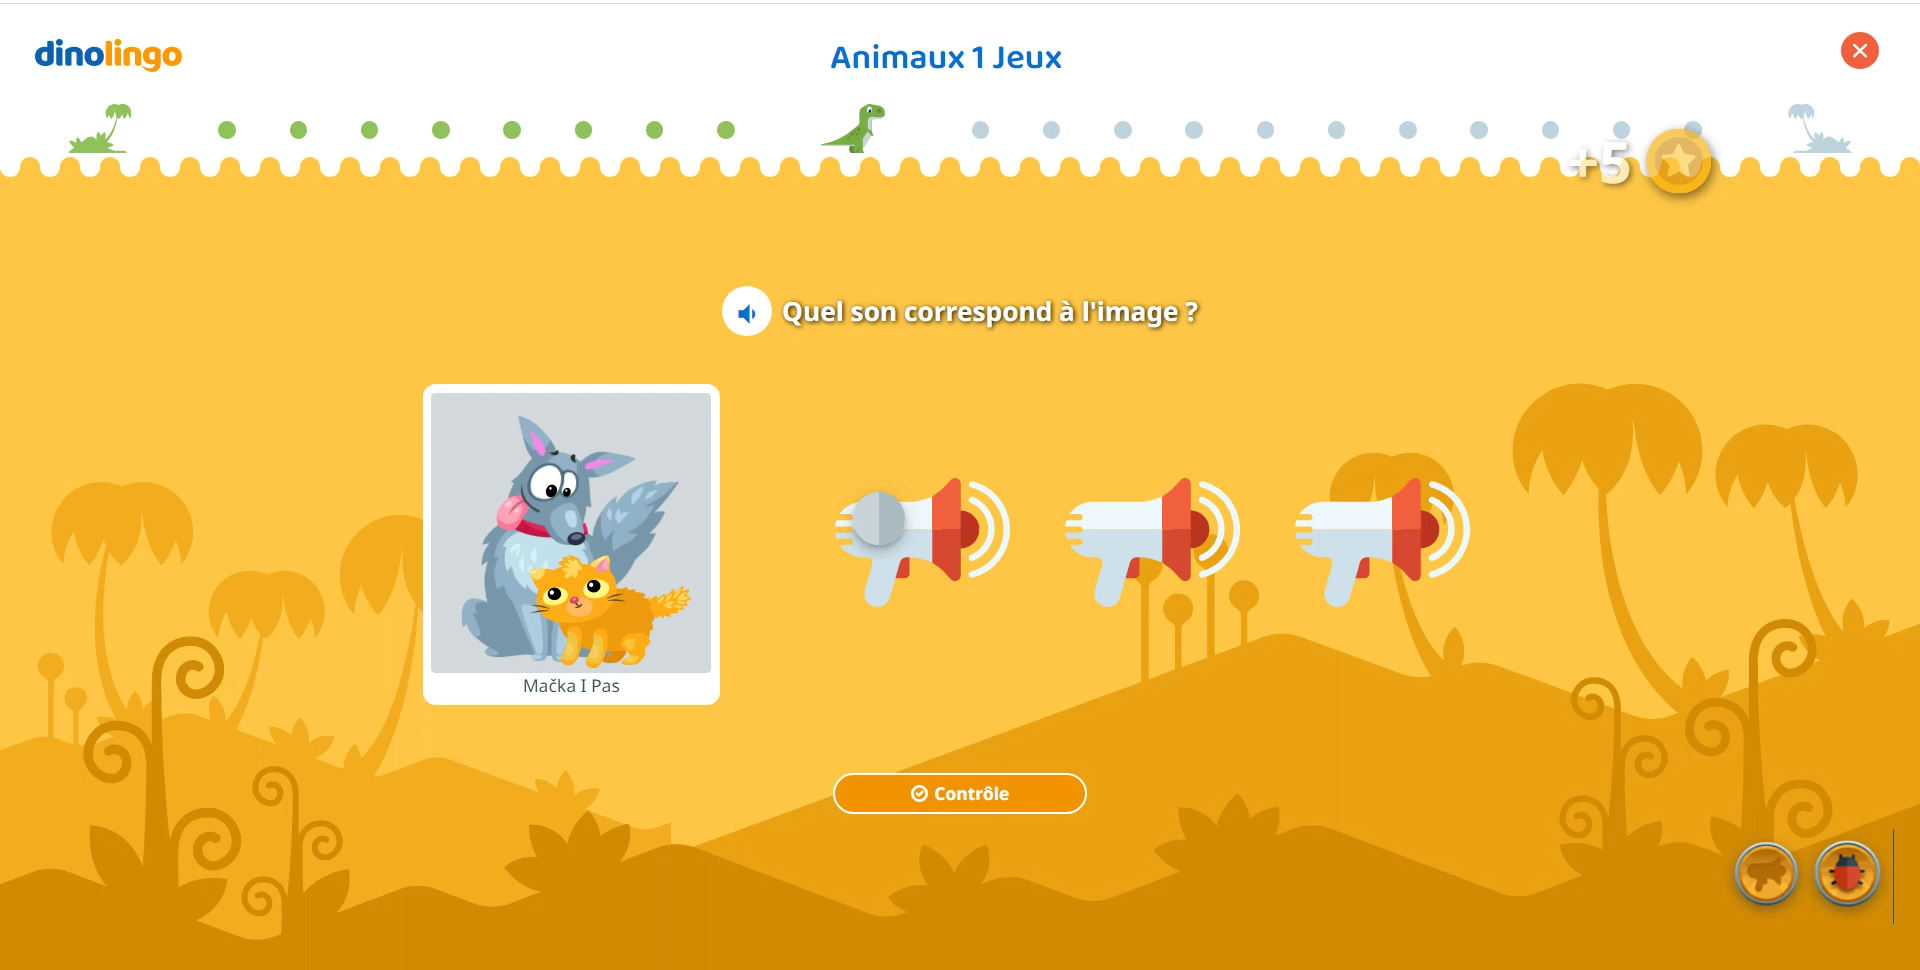 dinolingo
Animaux 1 Jeux
+5
Quel son correspond à l'image ?
Mačka I Pas
Contrôle